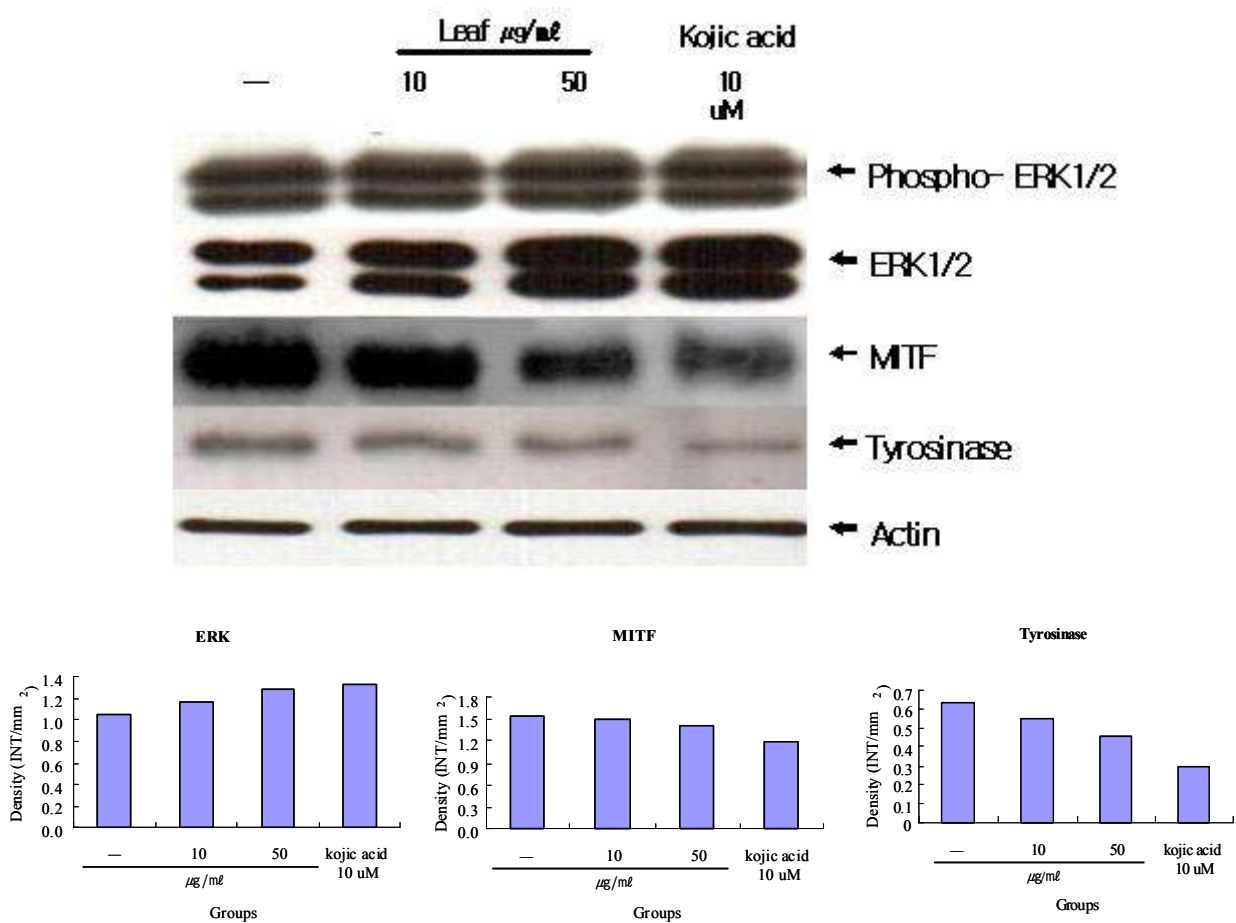 Leaf ㎍/㎖ Kojic acid
— 10 50 10
uM
Phospho- ERK1/2
ERK1/2
MITF
Tyrosinase
Actin
ERK
Density (INT/mm 2)
1.4
1.2
1.0
0.8
0.6
0.4
0.2
0.0
— 10 50 kojic acid
10 uM
㎍/㎖
Groups
MITF
Density (INT/mm 2)
1.8
1.5
1.2
0.9
0.6
0.3
0.0
— 10 50 kojic acid
10 uM
㎍/㎖
Groups
Tyrosinase
Density (INT/mm 2)
0.7
0.6
0.4
0.3
0.1
0
— 10 50 kojic acid
10 uM
㎍/㎖
Groups